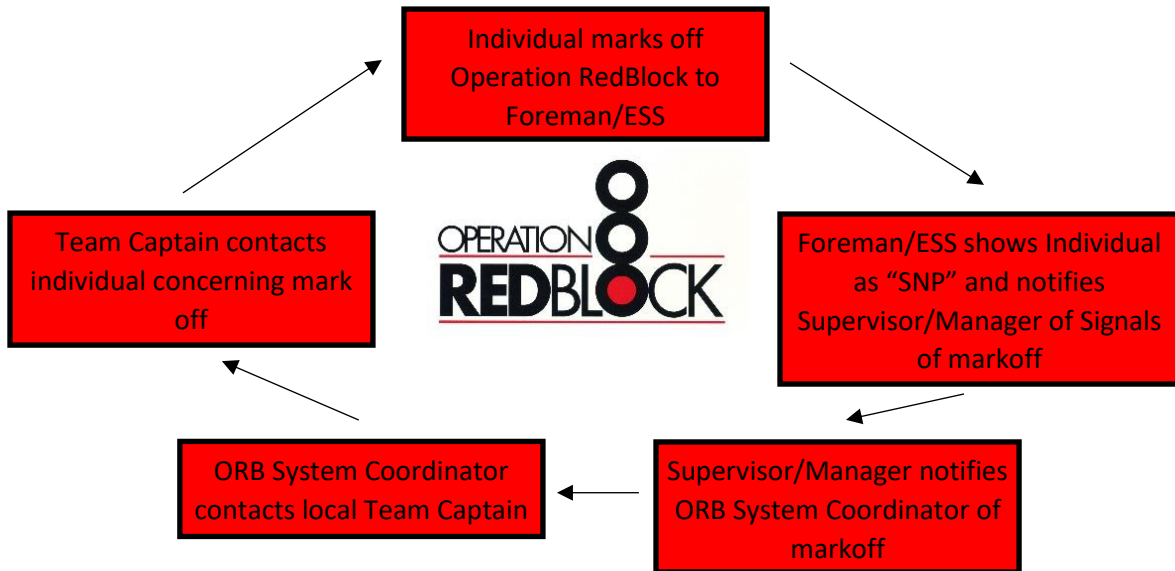 Individual marks off
Operation RedBlock to
Foreman/ESS
OPERATION
REDBLOCK
Team Captain contacts
individual concerning mark
off
Foreman/ESS shows Individual
as “SNP” and notifies
Supervisor/Manager of Signals
of markoff
ORB System Coordinator
contacts local Team Captain
Supervisor/Manager notifies
ORB System Coordinator of
markoff